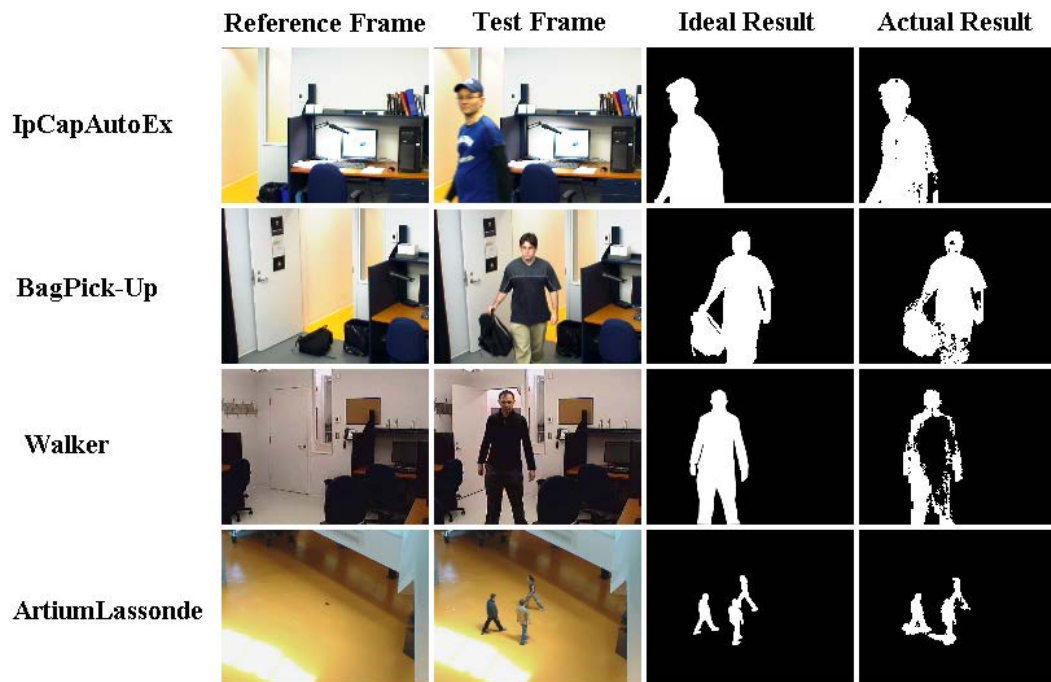 Reference Frame Test Frame Ideal Result Actual Result
IpCapAutoEx
BagPick-Up
Walker
ArtiumLassonde